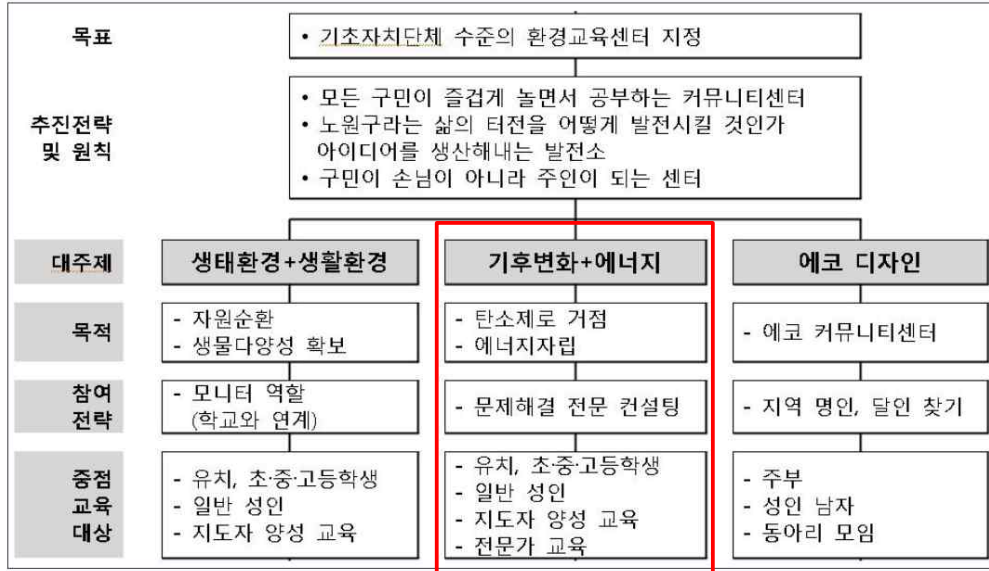 목표
• 기초자치단체 수준의 환경교육센터 지정
추진전략
및 원칙
• 모든 구민이 즐겁게 놀면서 공부하는 커뮤니티센터
• 노원구라는 삶의 터전을 어떻게 발전시킬 것인가
아이디어를 생산해내는 발전소
• 구민이 손님이 아니라 주인이 되는 센터
대주제
생태환경+생활환경
기후변화+에너지
에코 디자인
목적
- 자원순환
- 생물다양성 확보
- 탄소제로 거점
- 에너지자립
- 에코 커뮤니티센터
참여
전략
- 모니터 역할
(학교와 연계)
- 문제해결 전문 컨설팅
- 지역 명인, 달인 찾기
중점
교육
대상
- 유치, 초·중·고등학생
- 일반 성인
- 지도자 양성 교육
- 유치, 초·중·고등학생
- 일반 성인
- 지도자 양성 교육
- 전문가 교육
- 주부
- 성인 남자
- 동아리 모임